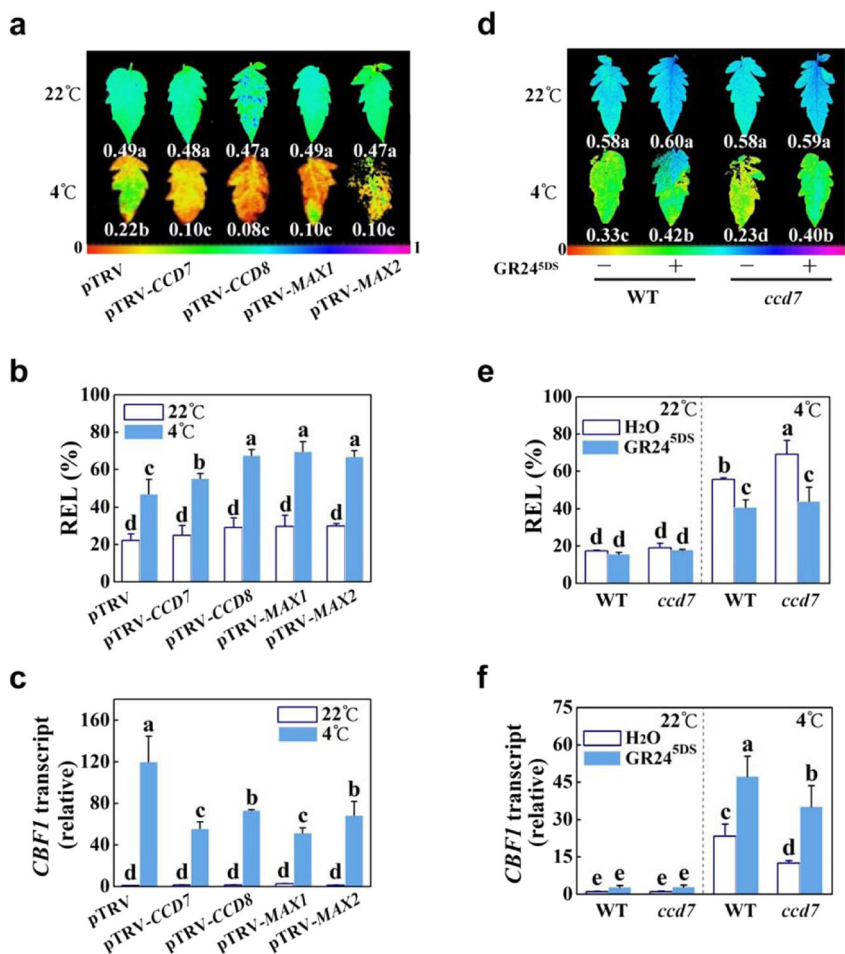 a
22℃
0.49a 0.48a 0.47a 0.49a 0.47a
4℃
0.22b 0.10c 0.08c 0.10c 0.10c
0 1
pTRV
pTRV-CCD7
pTRV-CCD8
pTRV-MAX1
pTRV-MAX2
d
22℃
0.58a 0.60a 0.58a 0.59a
4℃
0.33c 0.42b 0.23d 0.40b
0 1
GR24⁵ᴰˢ − + − +
WT ccd7
b
REL (%)
100
80
60
40
20
0
22℃
4℃
d c d b d a d a d a
pTRV
pTRV-CCD7
pTRV-CCD8
pTRV-MAX1
pTRV-MAX2
e
REL (%)
100
80
60
40
20
0
22℃ 4℃
H₂O
GR24⁵ᴰˢ
d d d d b c a c
WT ccd7 WT ccd7
c
CBF1 transcript
(relative)
160
120
80
40
0
22℃
4℃
d a d c d b d c d b
pTRV
pTRV-CCD7
pTRV-CCD8
pTRV-MAX1
pTRV-MAX2
f
CBF1 transcript
(relative)
75
60
45
30
15
0
22℃ 4℃
H₂O
GR24⁵ᴰˢ
e e e e c a d b
WT ccd7 WT ccd7